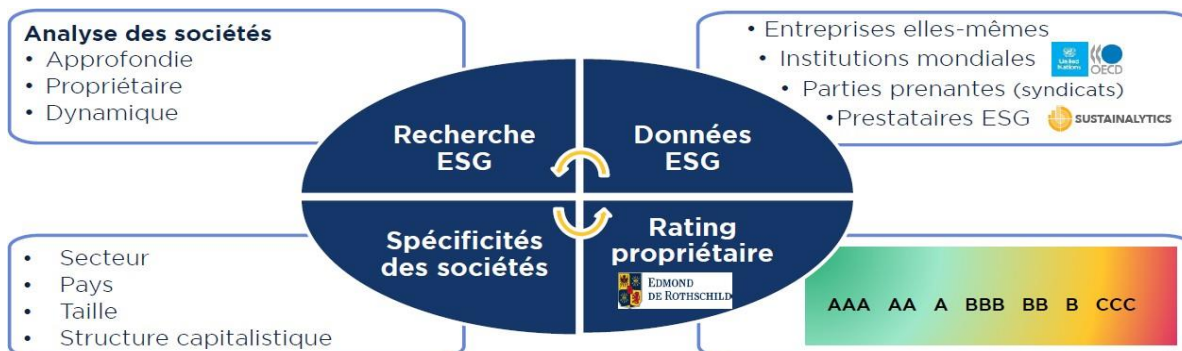 Analyse des sociétés
• Approfondie
• Propriétaire
• Dynamique
• Entreprises elles-mêmes
• Institutions mondiales
United Nations
OECD
• Parties prenantes (syndicats)
•Prestataires ESG
SUSTAINALYTICS
Recherche
ESG
Données
ESG
Spécificités
des sociétés
Rating
propriétaire
EDMOND
DE ROTHSCHILD
• Secteur
• Pays
• Taille
• Structure capitalistique
AAA AA A BBB BB B CCC